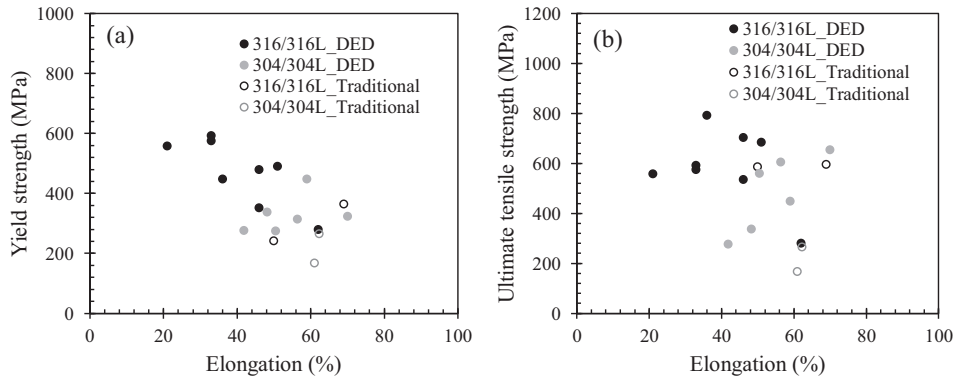 (a)
316/316L_DED
304/304L_DED
316/316L_Traditional
304/304L_Traditional
1000
800
600
400
200
0
0 20 40 60 80 100
Yield strength (MPa)
Elongation (%)
(b)
316/316L_DED
304/304L_DED
316/316L_Traditional
304/304L_Traditional
1200
1000
800
600
400
200
0
0 20 40 60 80 100
Ultimate tensile strength (MPa)
Elongation (%)